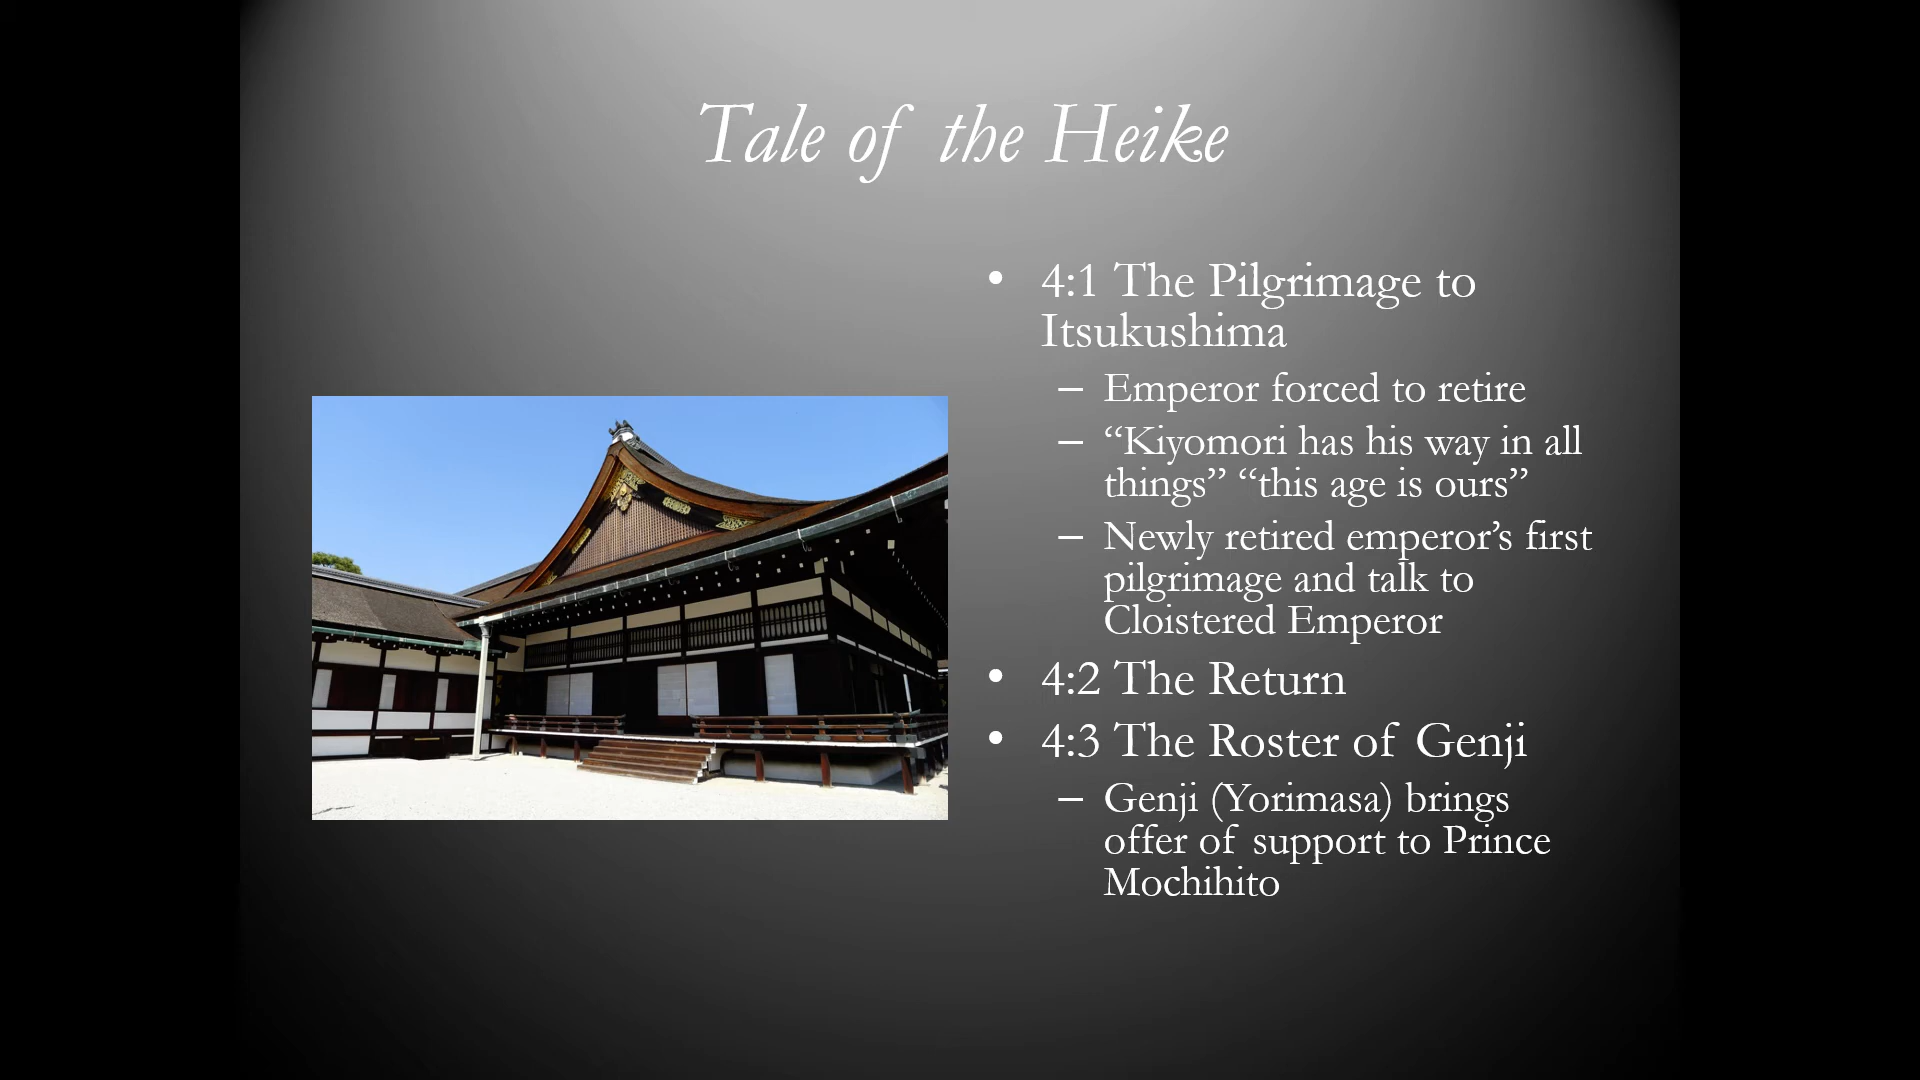 Tale of the Heike
• 4:1 The Pilgrimage to
Itsukushima
– Emperor forced to retire
– “Kiyomori has his way in all
things” “this age is ours”
– Newly retired emperor’s first
pilgrimage and talk to
Cloistered Emperor
• 4:2 The Return
• 4:3 The Roster of Genji
– Genji (Yorimasa) brings
offer of support to Prince
Mochihito